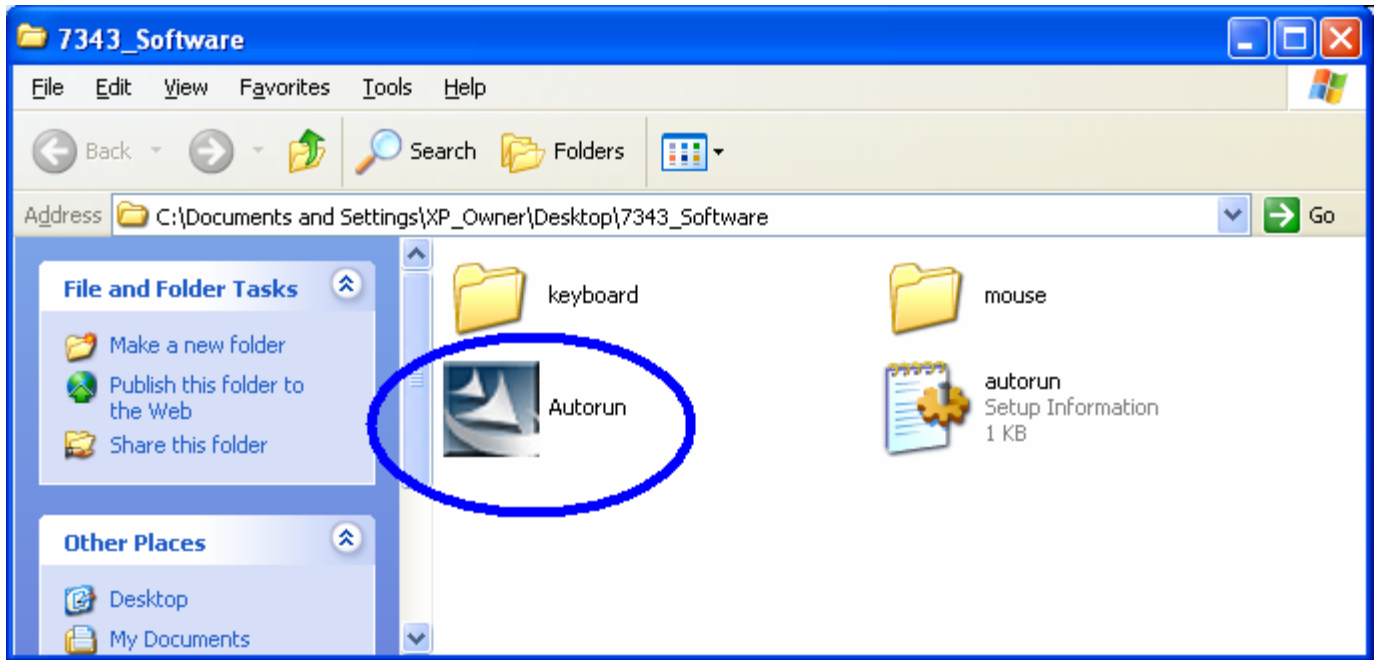 7343_Software
File Edit View Favorites Tools Help
Back Search Folders
Address C:\Documents and Settings\XP_Owner\Desktop\7343_Software Go
File and Folder Tasks
Make a new folder
Publish this folder to
the Web
Share this folder
Other Places
Desktop
My Documents
keyboard
mouse
Autorun
autorun
Setup Information
1 KB